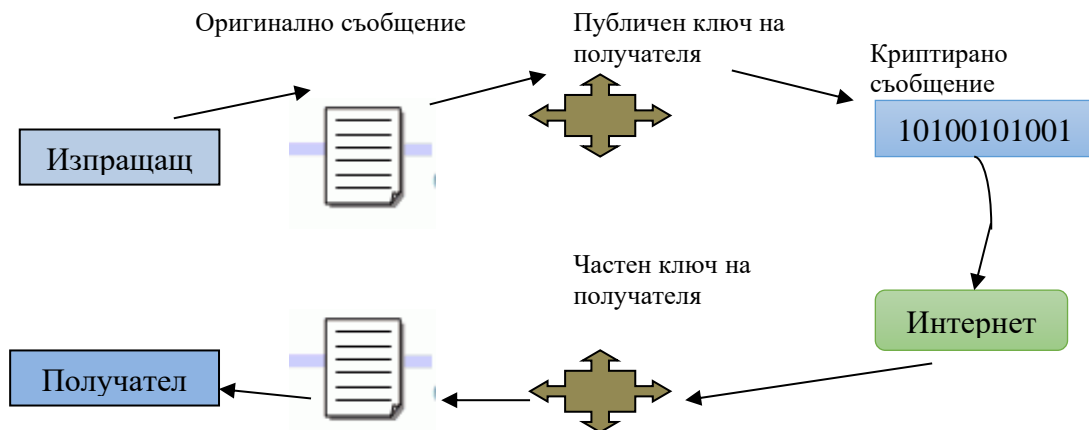 Оригинално съобщение
Публичен ключ на
получателя
Криптирано
съобщение
Изпращащ
10100101001
Частен ключ на
получателя
Интернет
Получател